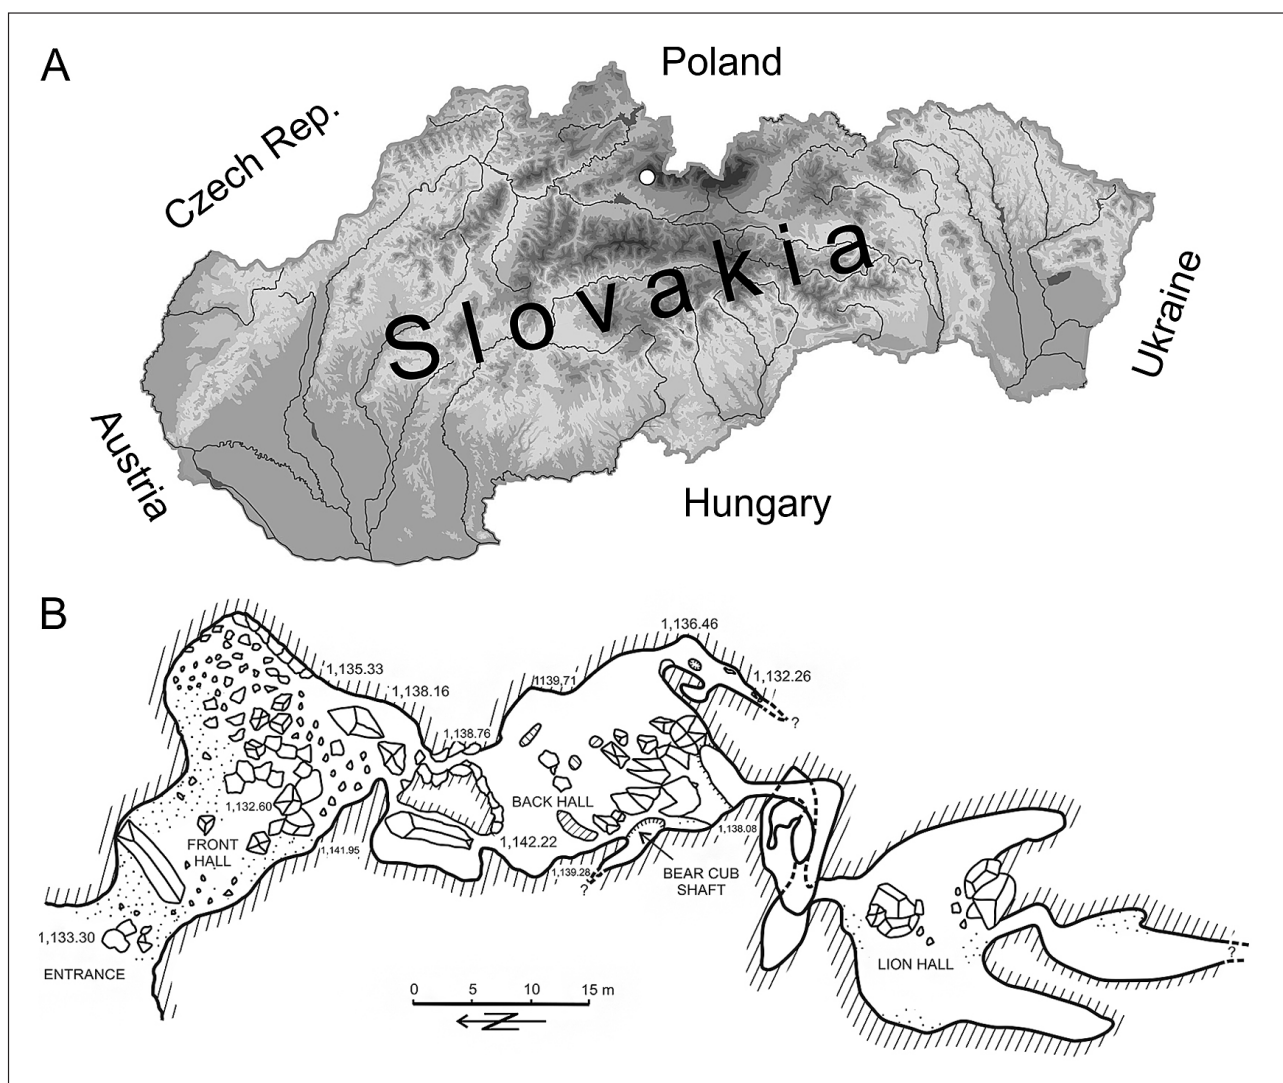 A
Poland
Czech Rep.
Slovakia
Ukraine
Austria
Hungary
B
1,136.46
1,135.33
1,132.26
1139,71
1,138.16
?
1,138.76
BACK HALL
1,132.60
FRONT
HALL
1,138.08
1,142.22
1,141.95
1,139.28
?
BEAR CUB
SHAFT
1,133.30
ENTRANCE
LION HALL
?
0 5 10 15 m
N